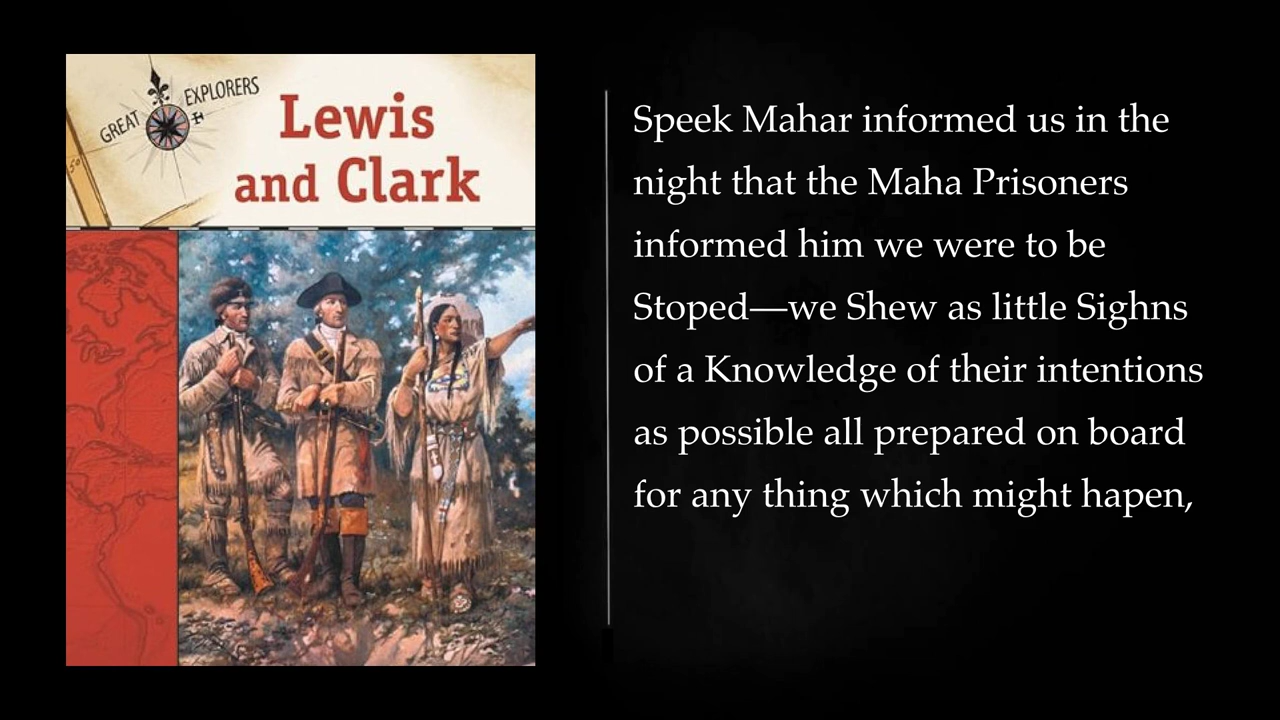 GREAT EXPLORERS
Lewis
and Clark
50
Speek Mahar informed us in the
night that the Maha Prisoners
informed him we were to be
Stoped—we Shew as little Sighns
of a Knowledge of their intentions
as possible all prepared on board
for any thing which might hapen,